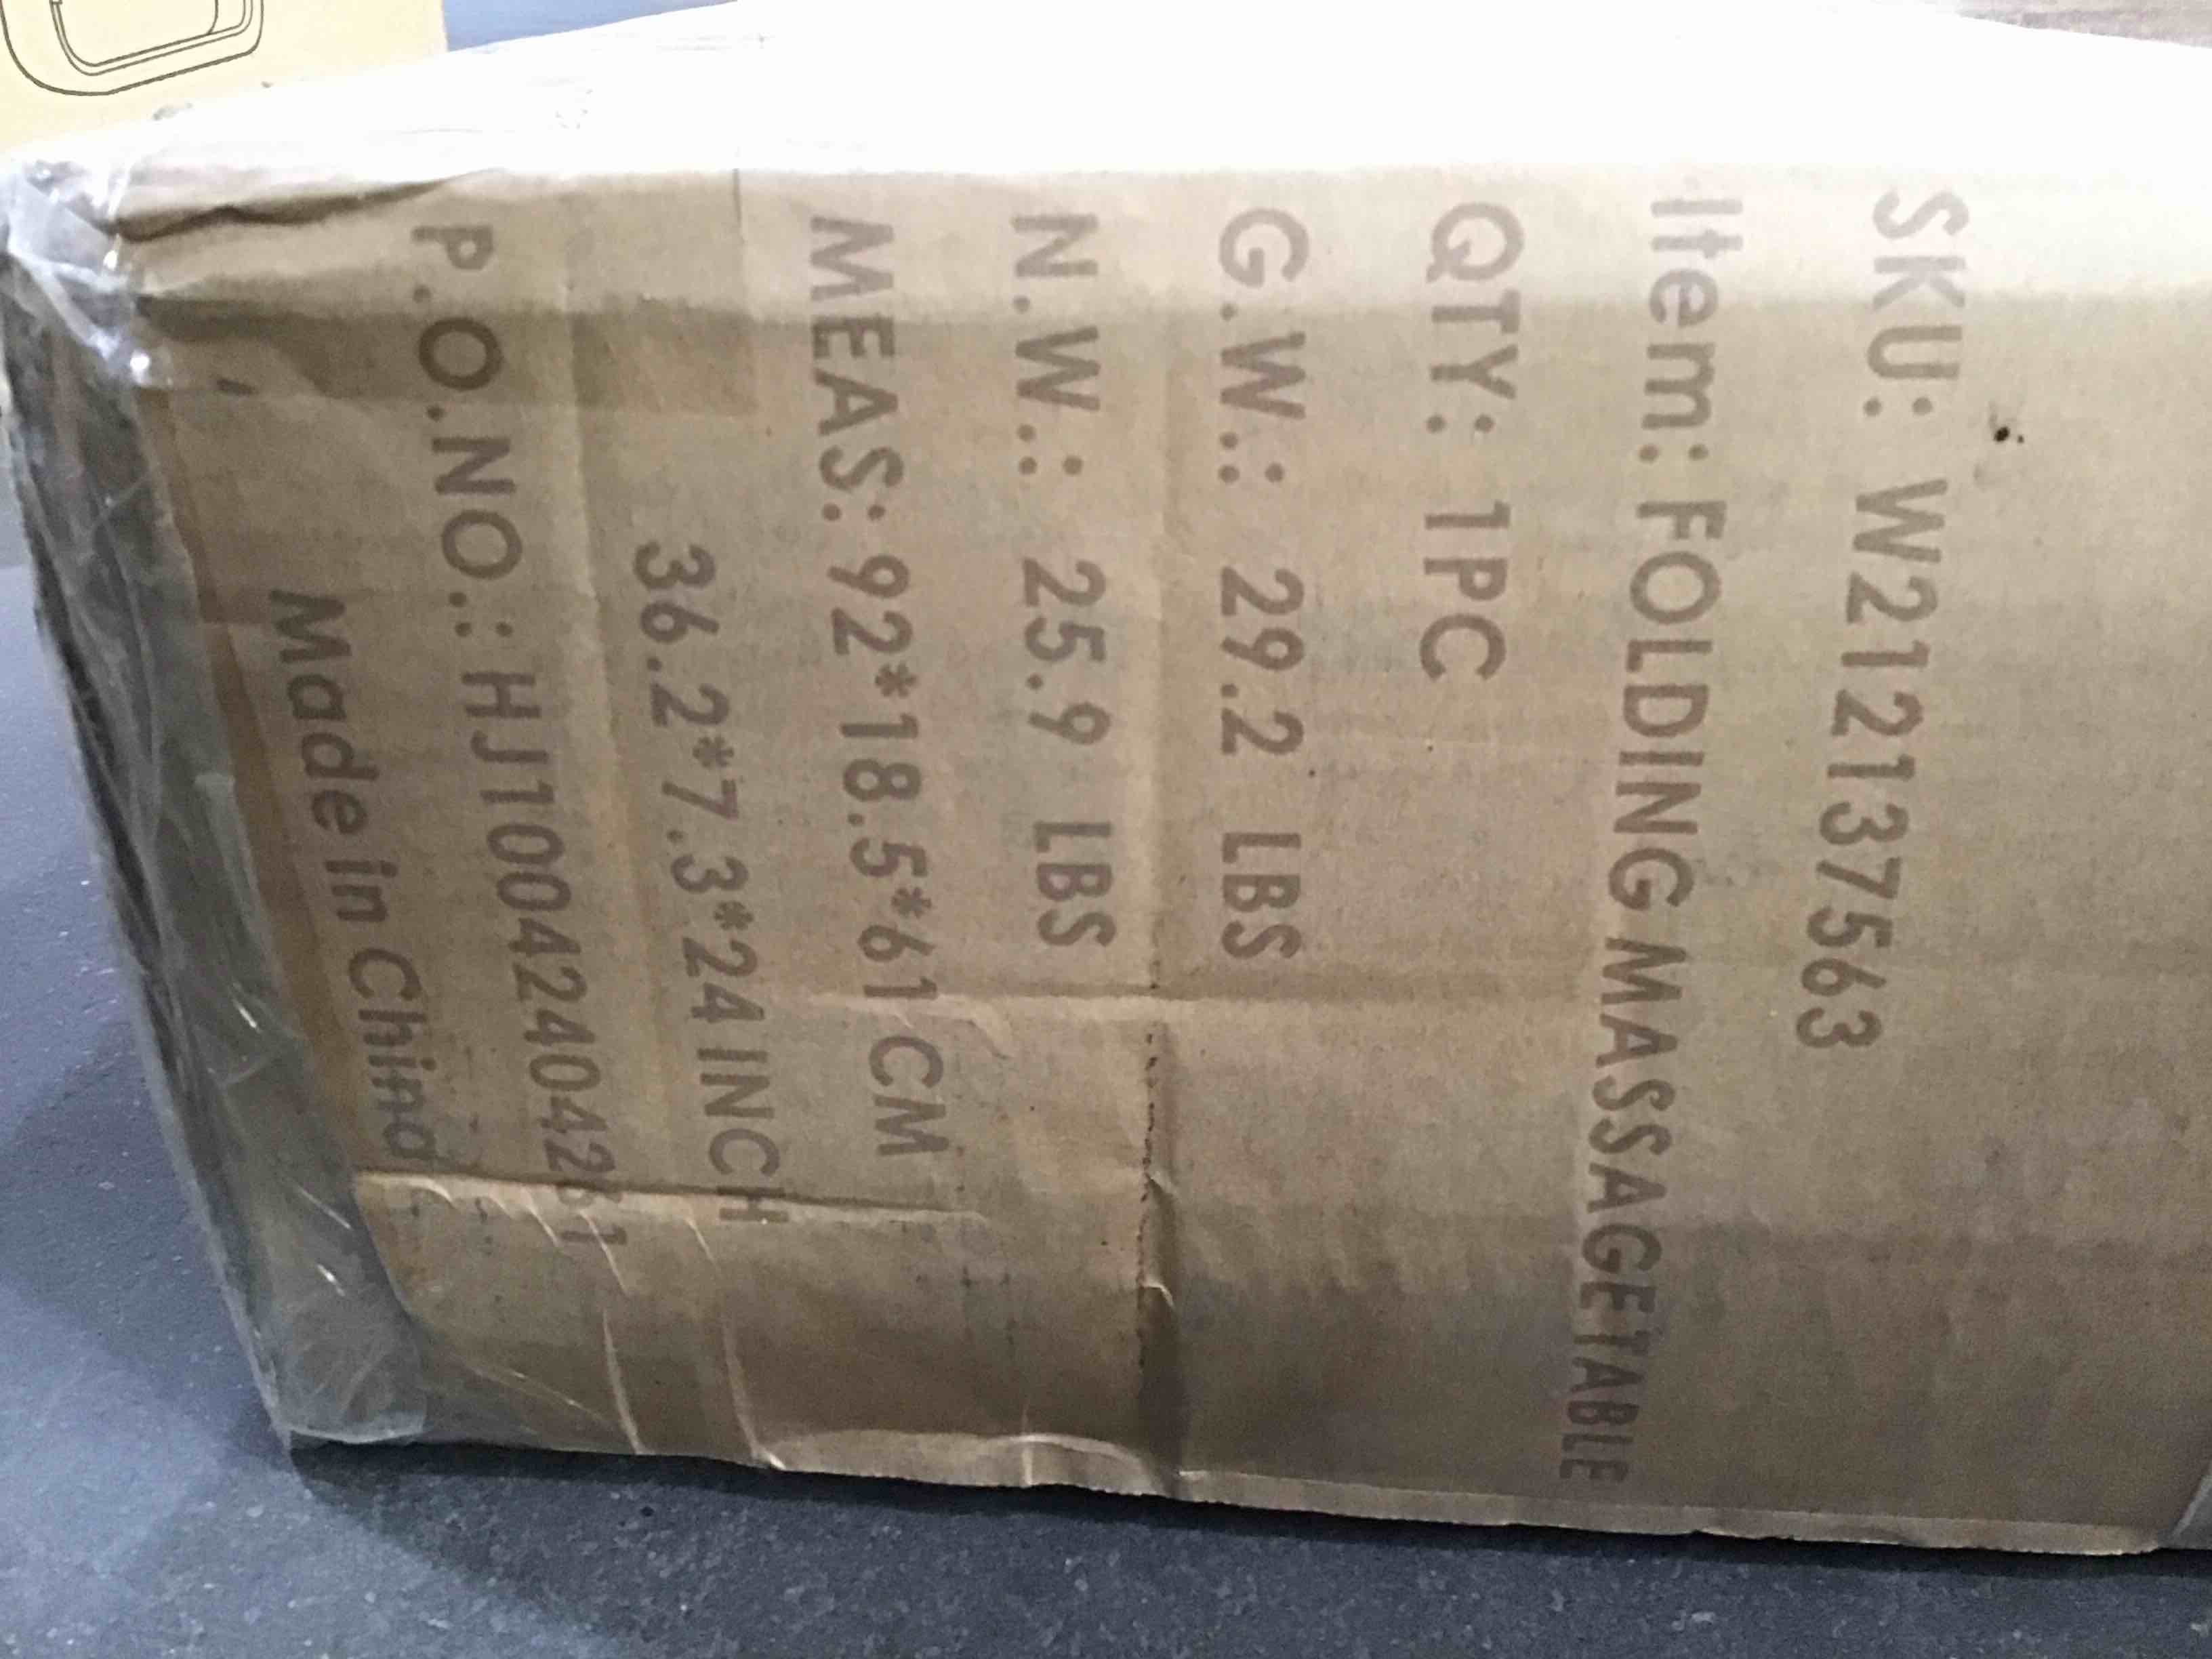 SKU: W212137563
Item: FOLDING MASSAGETABLE
QTY: 1PC
G.W.: 29.2 LBS
N.W.: 25.9 LBS
MEAS: 92*18.5*61 CM
36.2*7.3*24 INCH
P.O.NO.:
Made in China